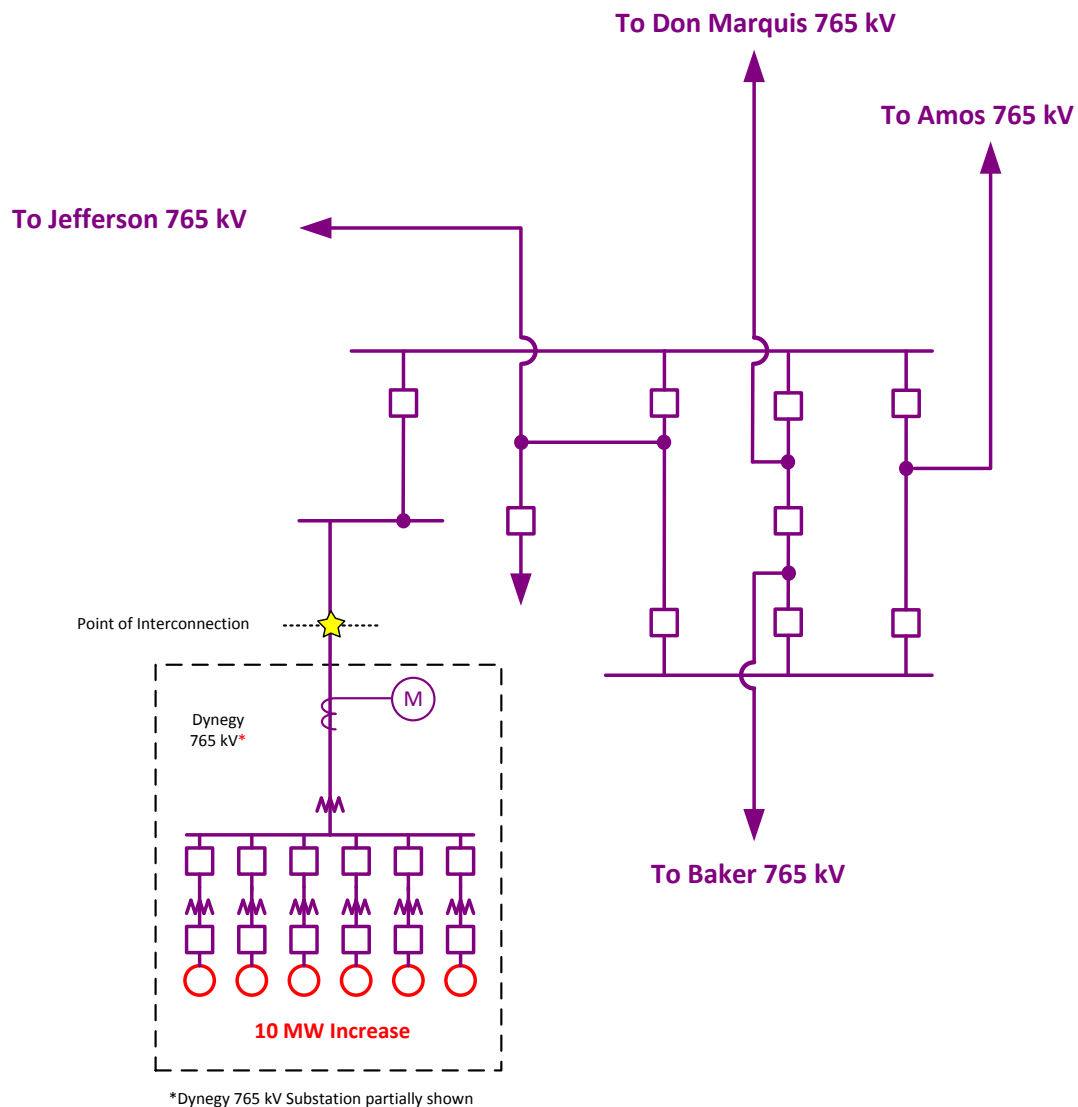 To Don Marquis 765 kV
To Amos 765 kV
To Jefferson 765 kV
Point of Interconnection
M
Dynegy
765 kV*
To Baker 765 kV
10 MW Increase
*Dynegy 765 kV Substation partially shown